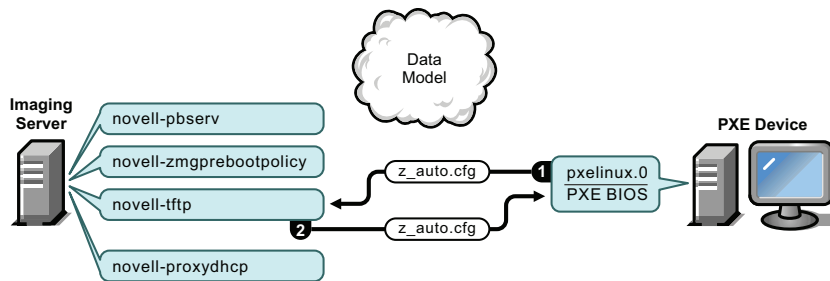 Data
Model
Imaging
Server
PXE Device
novell-pbserv
novell-zmgprebootpolicy
novell-tftp
novell-proxydhcp
z_auto.cfg
1
pxelinux.0
PXE BIOS
2
z_auto.cfg